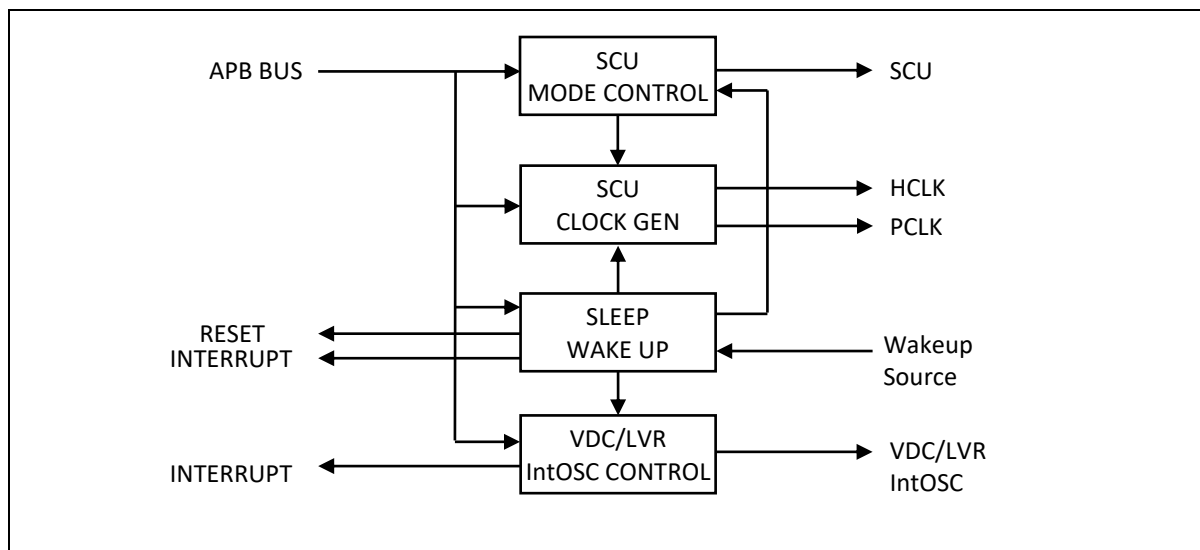 APB BUS
SCU
MODE CONTROL
SCU
SCU
CLOCK GEN
HCLK
PCLK
SLEEP
WAKE UP
RESET
INTERRUPT
Wakeup
Source
VDC/LVR
IntOSC CONTROL
INTERRUPT
VDC/LVR
IntOSC